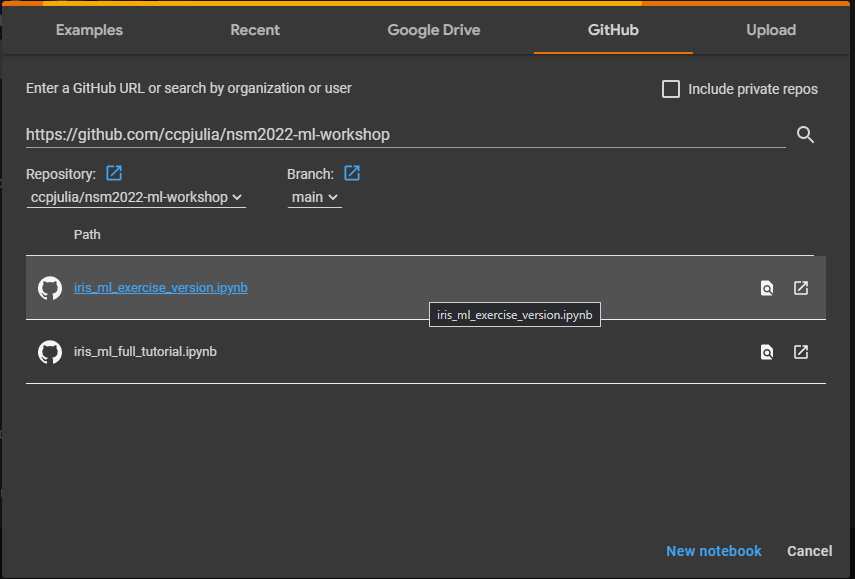 Examples Recent Google Drive GitHub Upload
Enter a GitHub URL or search by organization or user
Include private repos
https://github.com/ccpjulia/nsm2022-ml-workshop
Repository: Branch:
ccpjulia/nsm2022-ml-workshop main
Path
iris_ml_exercise_version.ipynb
iris_ml_exercise_version.ipynb
iris_ml_full_tutorial.ipynb
New notebook Cancel